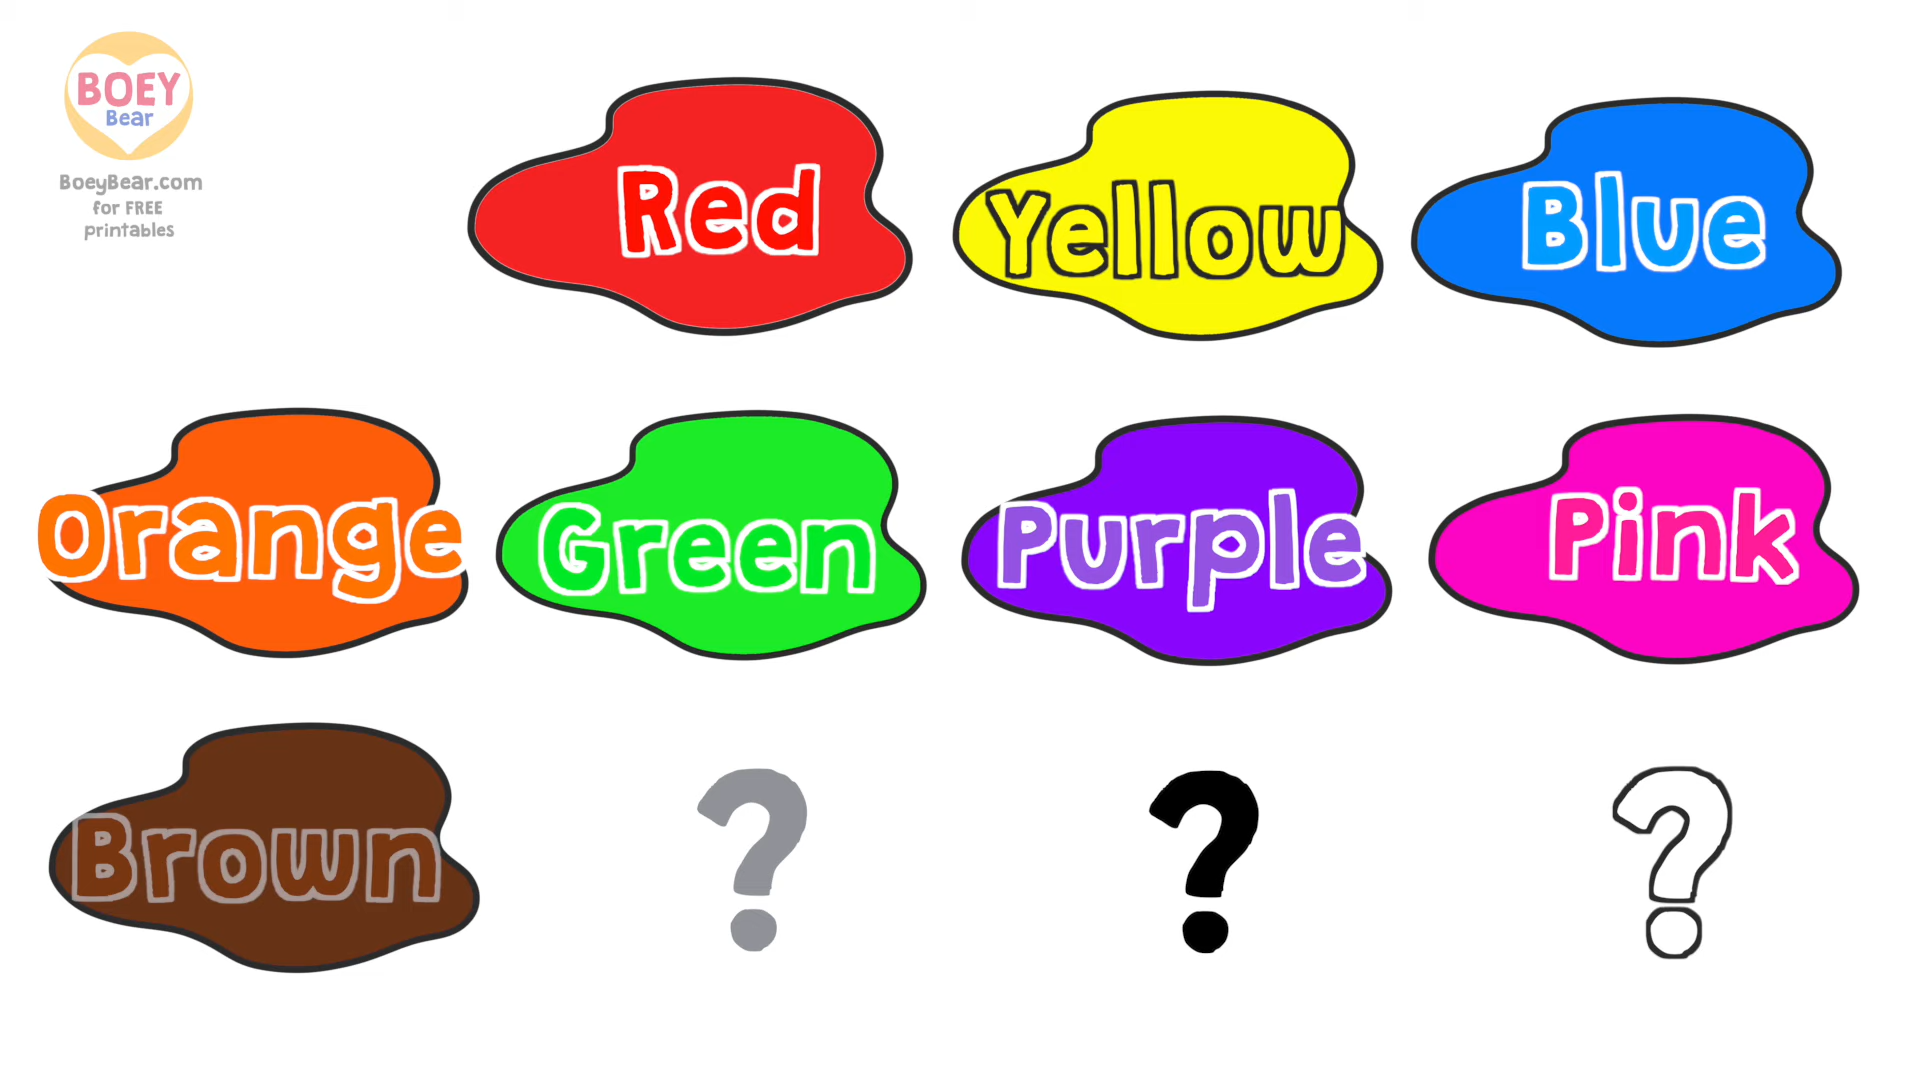 BOEY
Bear
BoeyBear.com
for FREE
printables
Red
Yellow
Blue
Orange
Green
Purple
Pink
Brown
?
?
?